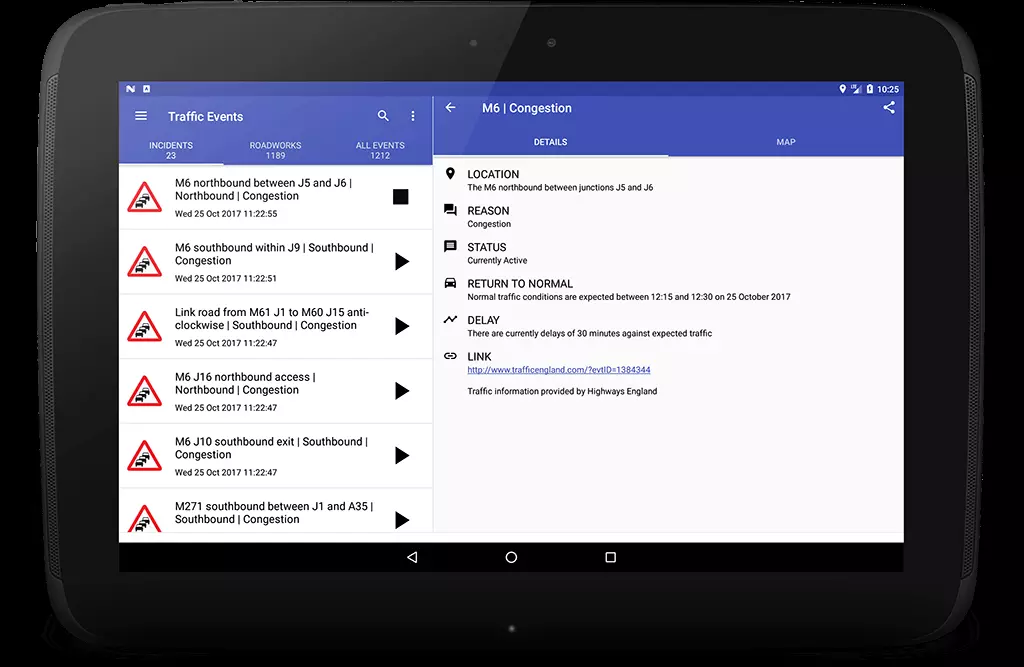 10:25
Traffic Events
INCIDENTS
23
ROADWORKS
1189
ALL EVENTS
1212
M6 northbound between J5 and J6 |
Northbound | Congestion
Wed 25 Oct 2017 11:22:55
M6 southbound within J9 | Southbound |
Congestion
Wed 25 Oct 2017 11:22:51
Link road from M61 J1 to M60 J15 anti-
clockwise | Southbound | Congestion
Wed 25 Oct 2017 11:22:47
M6 J16 northbound access |
Northbound | Congestion
Wed 25 Oct 2017 11:22:47
M6 J10 southbound exit | Southbound |
Congestion
Wed 25 Oct 2017 11:22:47
M271 southbound between J1 and A35 |
Southbound | Congestion
M6 | Congestion
DETAILS
MAP
LOCATION
The M6 northbound between junctions J5 and J6
REASON
Congestion
STATUS
Currently Active
RETURN TO NORMAL
Normal traffic conditions are expected between 12:15 and 12:30 on 25 October 2017
DELAY
There are currently delays of 30 minutes against expected traffic
LINK
http://www.trafficengland.com/?evtID=1384344
Traffic information provided by Highways England